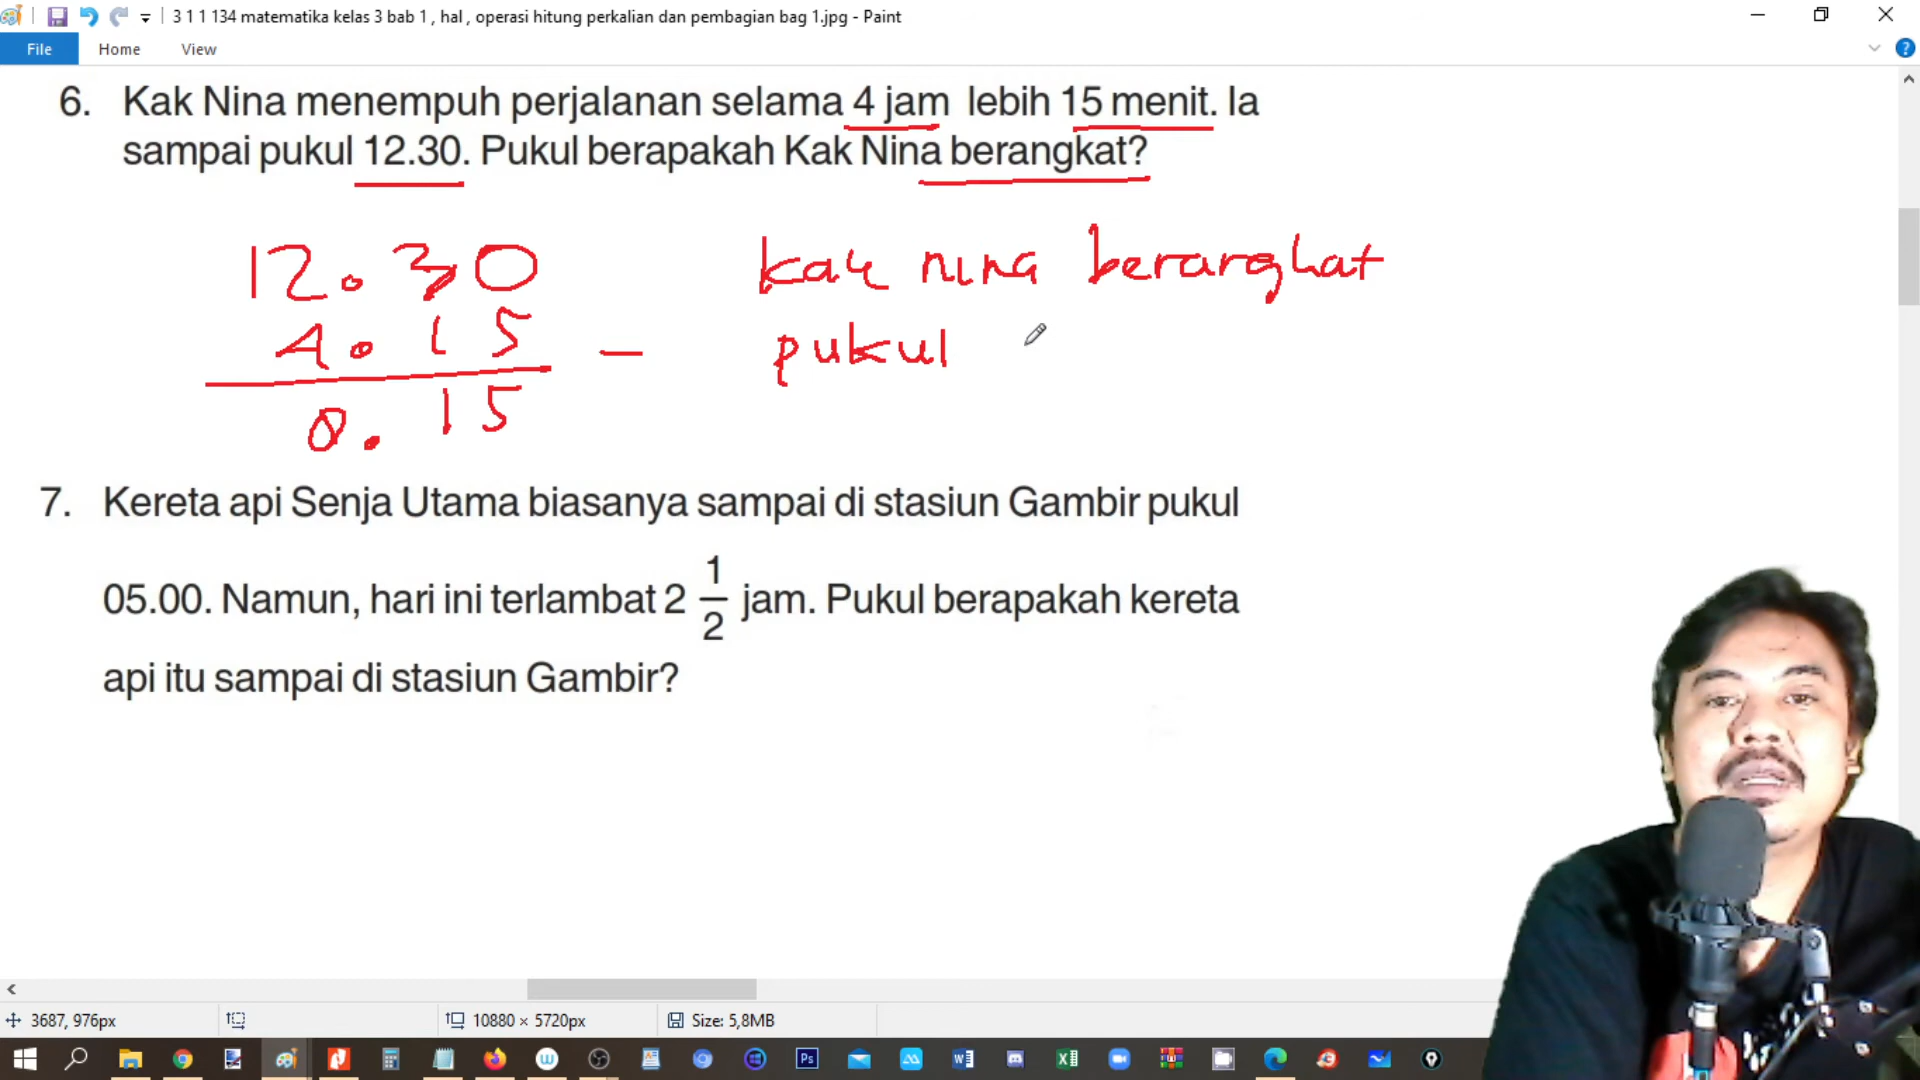 3 1 1 134 matematika kelas 3 bab 1 , hal , operasi hitung perkalian dan pembagian bag 1.jpg - Paint
File Home View
6. Kak Nina menempuh perjalanan selama 4 jam lebih 15 menit. Ia
sampai pukul 12.30. Pukul berapakah Kak Nina berangkat?
12.30
4.15 –
8.15
kak nina berangkat
pukul
7. Kereta api Senja Utama biasanya sampai di stasiun Gambir pukul
05.00. Namun, hari ini terlambat 2 1/2 jam. Pukul berapakah kereta
api itu sampai di stasiun Gambir?
3687, 976px 10880 × 5720px Size: 5,8MB